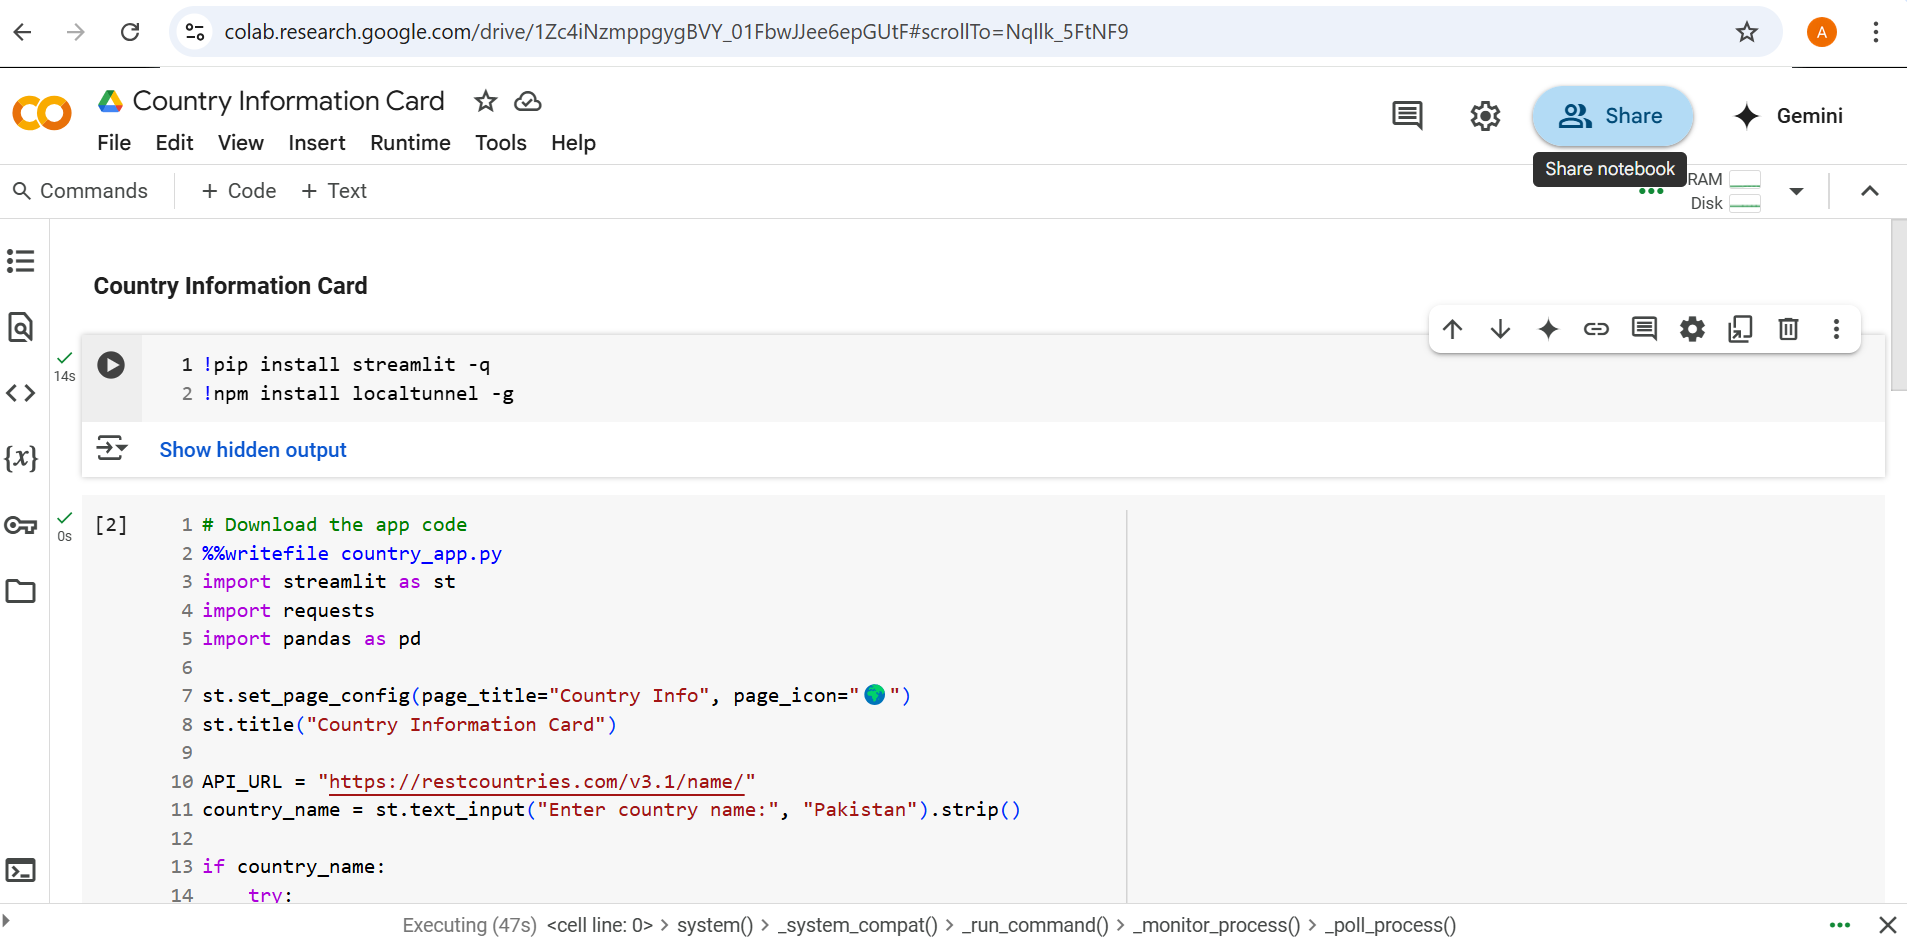 colab.research.google.com/drive/1Zc4iNzmppgygBVY_01FbwJJee6epGUtF#scrollTo=Nqllk_5FtNF9
A
Country Information Card
File Edit View Insert Runtime Tools Help
Share
Gemini
Share notebook
Commands + Code + Text
RAM
Disk
Country Information Card
14s
1 !pip install streamlit -q
2 !npm install localtunnel -g
Show hidden output
{x}
0s
[2]
1 # Download the app code
2 %%writefile country_app.py
3 import streamlit as st
4 import requests
5 import pandas as pd
6
7 st.set_page_config(page_title="Country Info", page_icon="🌍")
8 st.title("Country Information Card")
9
10 API_URL = "https://restcountries.com/v3.1/name/"
11 country_name = st.text_input("Enter country name:", "Pakistan").strip()
12
13 if country_name:
14 try:
Executing (47s) <cell line: 0> > system() > _system_compat() > _run_command() > _monitor_process() > _poll_process()